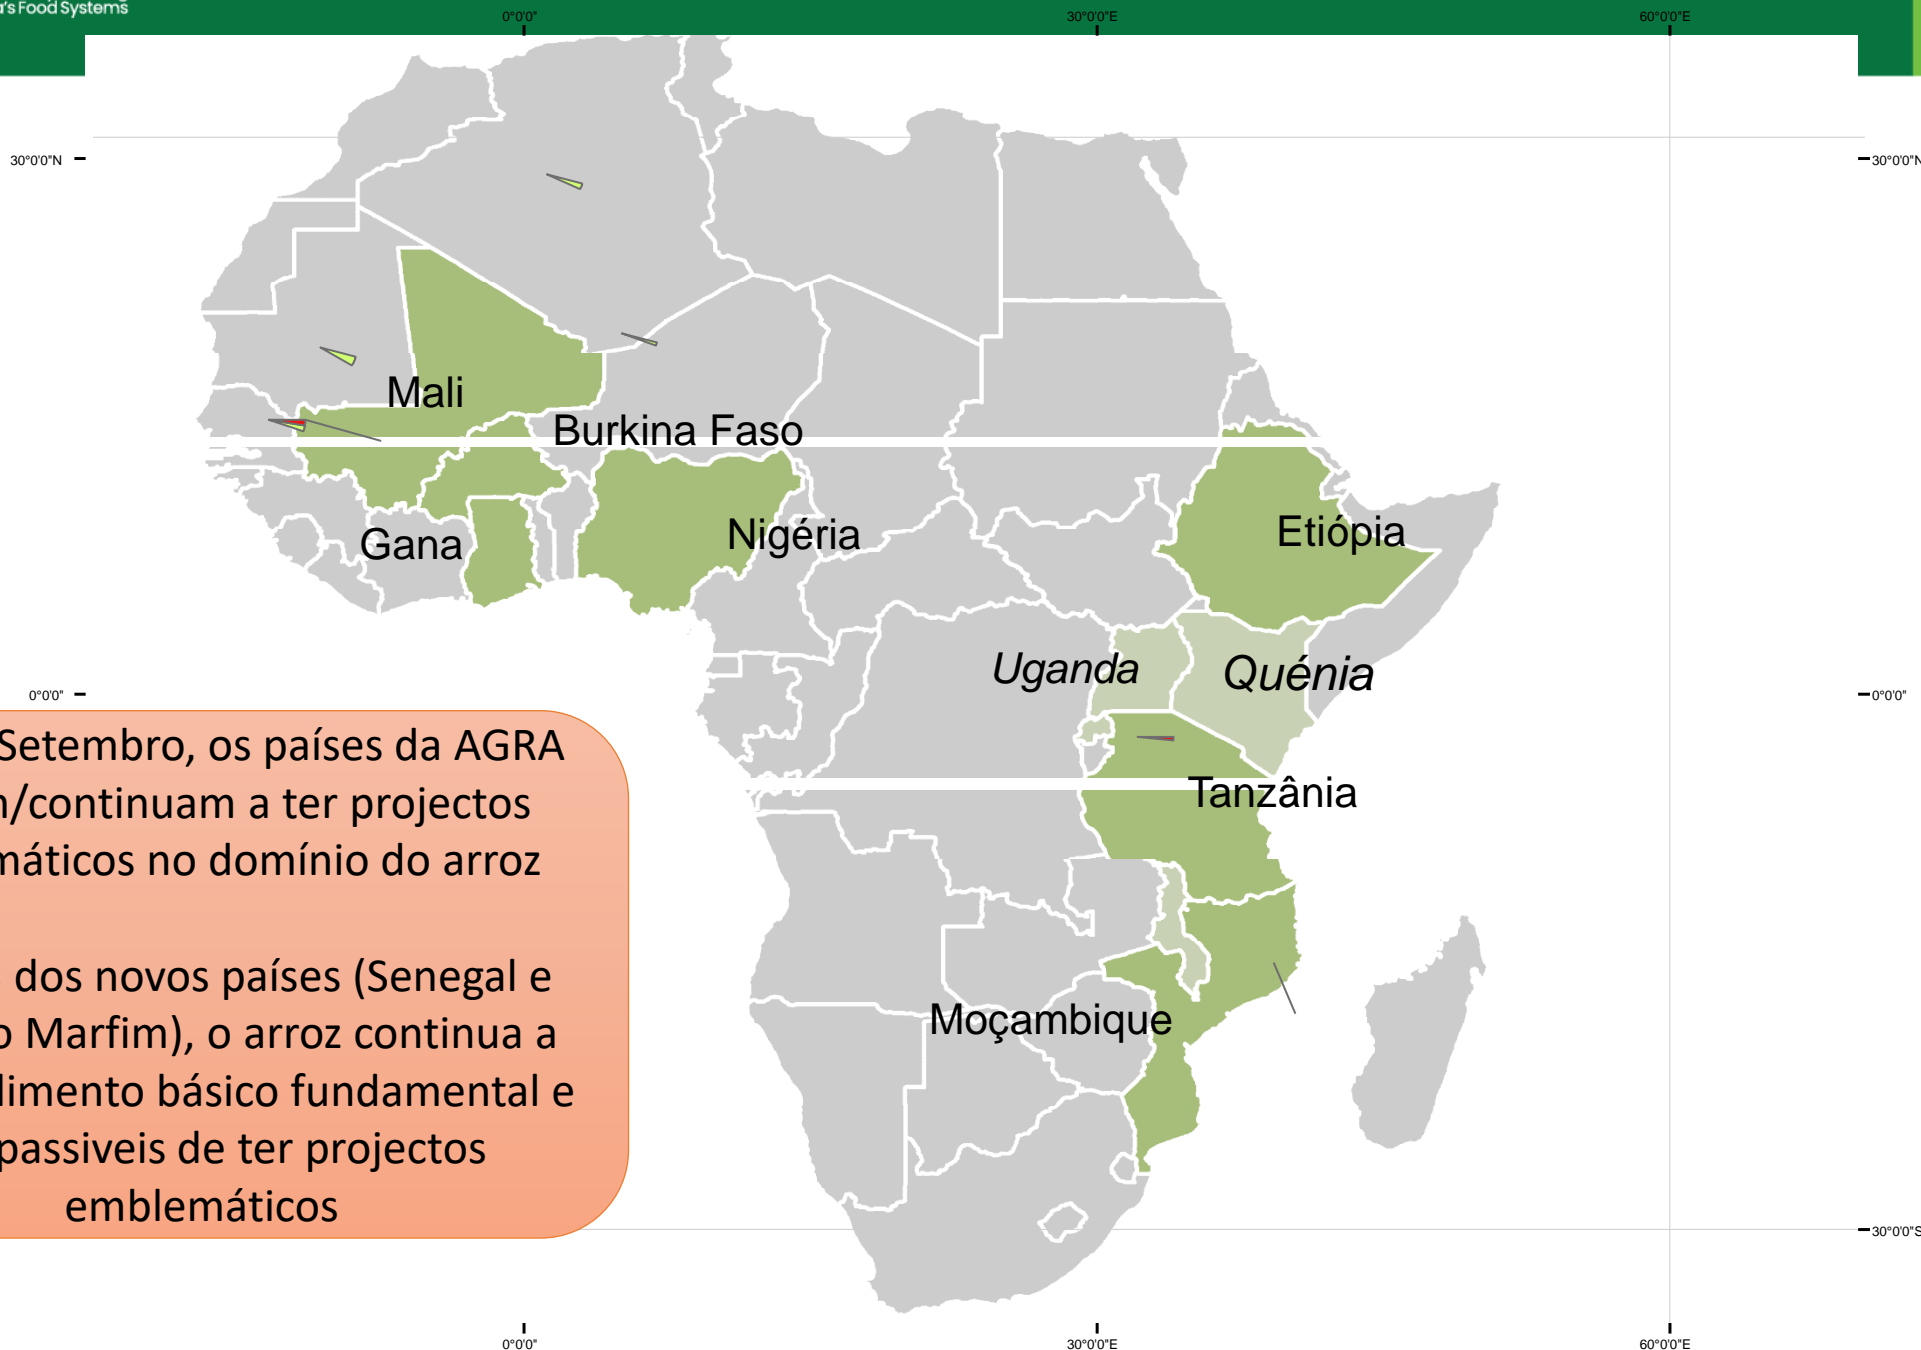 's Food Systems
0°0'0"
30°0'0"E
60°0'0"E
30°0'0"N
30°0'0"N
Mali
Burkina Faso
Gana
Nigéria
Etiópia
Uganda
Quénia
0°0'0"
0°0'0"
Setembro, os países da AGRA
/continuam a ter projectos
máticos no domínio do arroz
Tanzânia
dos novos países (Senegal e
o Marfim), o arroz continua a
limento básico fundamental e
passiveis de ter projectos
emblemáticos
Moçambique
30°0'0"S
0°0'0"
30°0'0"E
60°0'0"E